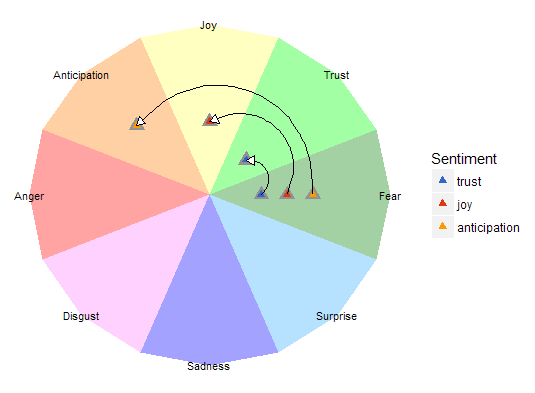 Joy
Anticipation
Trust
Anger
Fear
Disgust
Surprise
Sadness
Sentiment
trust
joy
anticipation